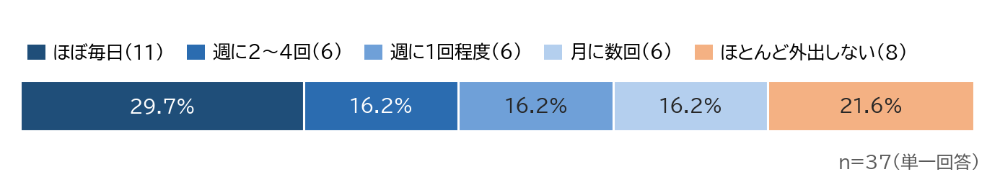 ほぼ毎日（11） 週に2～4回（6） 週に1回程度（6） 月に数回（6） ほとんど外出しない（8）
29.7% 16.2% 16.2% 16.2% 21.6%
n=37（単一回答）